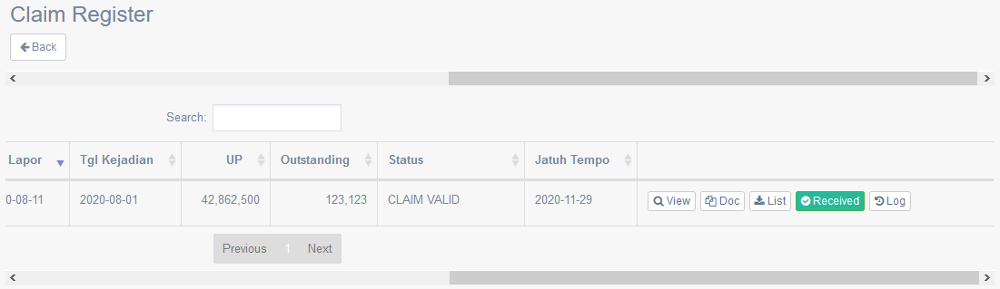 Claim Register
Back
Search:
Lapor Tgl Kejadian UP Outstanding Status Jatuh Tempo
0-08-11 2020-08-01 42,862,500 123,123 CLAIM VALID 2020-11-29 View Doc List Received Log
Previous 1 Next